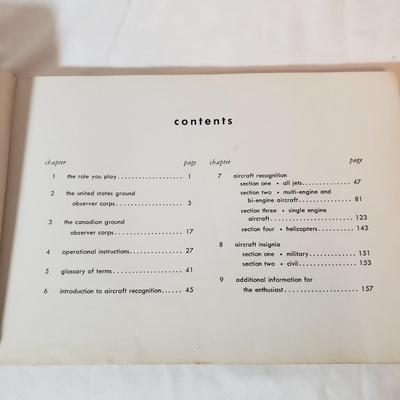 contents
chapter page
1 the role you play.................... 1
2 the united states ground
observer corps.................... 3
3 the canadian ground
observer corps.................... 17
4 operational instructions............... 27
5 glossary of terms.................... 41
6 introduction to aircraft recognition..... 45
page
7 aircraft recognition
section one • all jets............. 47
section two • multi-engine and
bi-engine aircraft................ 81
section three • single engine
aircraft....................... 123
section four • helicopters......... 143
8 aircraft insignia
section one • military............. 151
section two • civil................ 153
9 additional information for
the enthusiast.................... 157